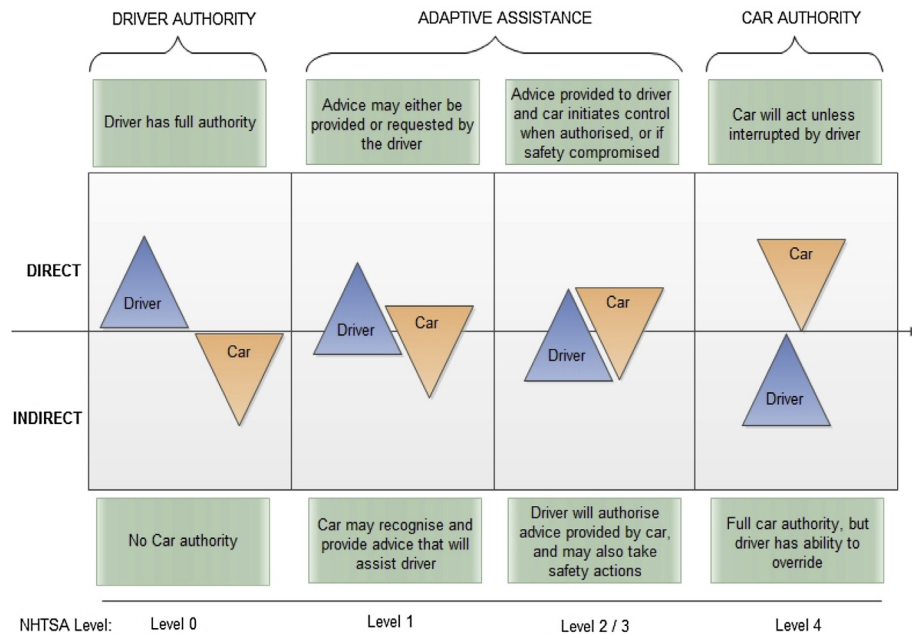 DRIVER AUTHORITY
ADAPTIVE ASSISTANCE
CAR AUTHORITY
Driver has full authority
Advice may either be
provided or requested by
the driver
Advice provided to driver
and car initiates control
when authorised, or if
safety compromised
Car will act unless
interrupted by driver
DIRECT
INDIRECT
Driver
Car
Driver
Car
Driver
Car
Car
Driver
No Car authority
Car may recognise and
provide advice that will
assist driver
Driver will authorise
advice provided by car,
and may also take
safety actions
Full car authority, but
driver has ability to
override
NHTSA Level:
Level 0
Level 1
Level 2 / 3
Level 4